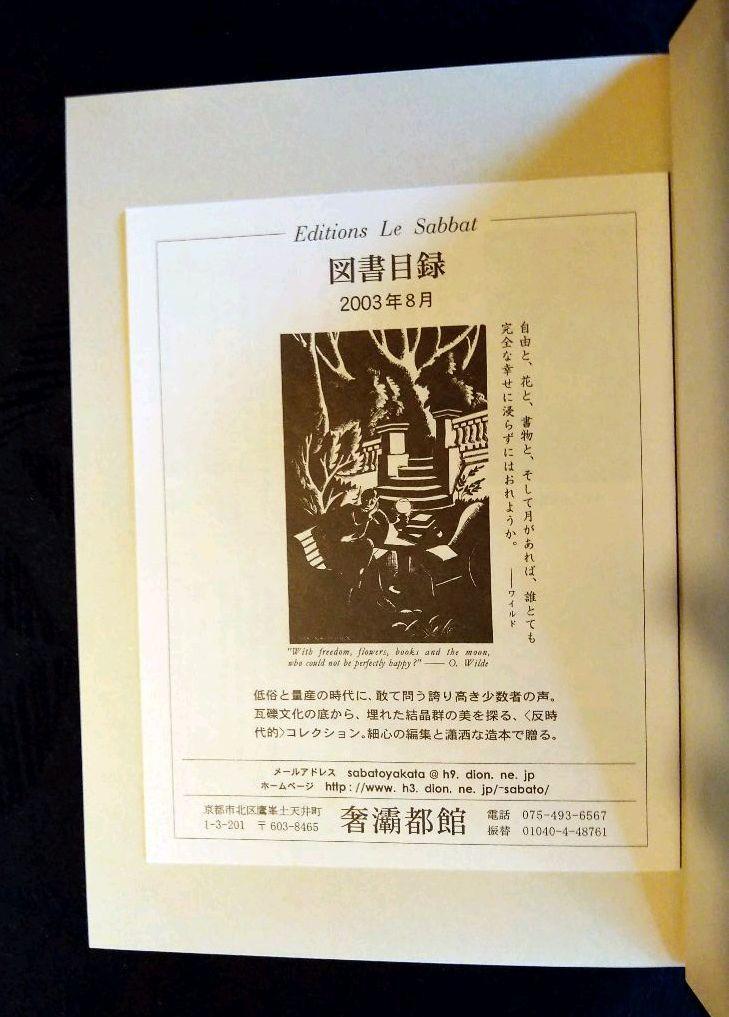 Editions Le Sabbat
図書目録
2003年8月
自由と、花と、書物と、そして月があれば、誰とても
完全な幸せに浸らずにはおれようか。 ――ワイルド
"With freedom, flowers, books and the moon,
who could not be perfectly happy?" —— O. Wilde
低俗と量産の時代に、敢て問う誇り高き少数者の声。
瓦礫文化の底から、埋れた結晶群の美を探る、〈反時
代的〉コレクション。細心の編集と瀟洒な造本で贈る。
メールアドレス sabatoyakata@h9.dion.ne.jp
ホームページ http://www.h3.dion.ne.jp/~sabato/
京都市北区鷹峯土天井町
1-3-201 〒603-8465
奢灞都館
電話 075-493-6567
振替 01040-4-48761